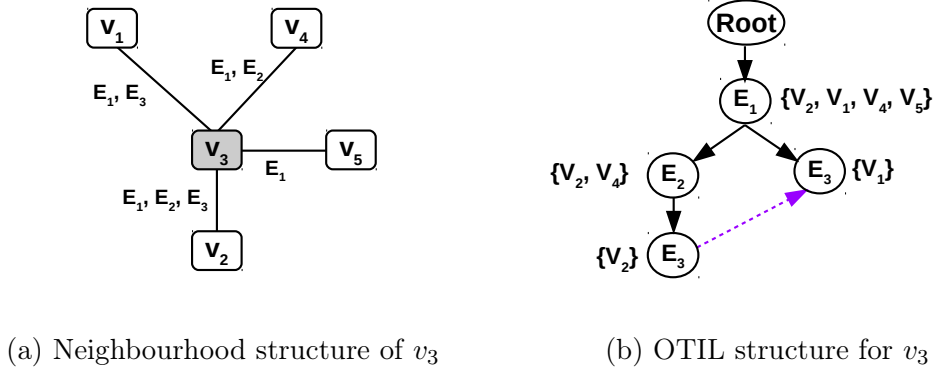 V₁
V₄
E₁, E₃
E₁, E₂
V₃
V₅
E₁
E₁, E₂, E₃
V₂
(a) Neighbourhood structure of v₃
Root
E₁ {V₂, V₁, V₄, V₅}
{V₂, V₄} E₂
E₃ {V₁}
{V₂} E₃
(b) OTIL structure for v₃